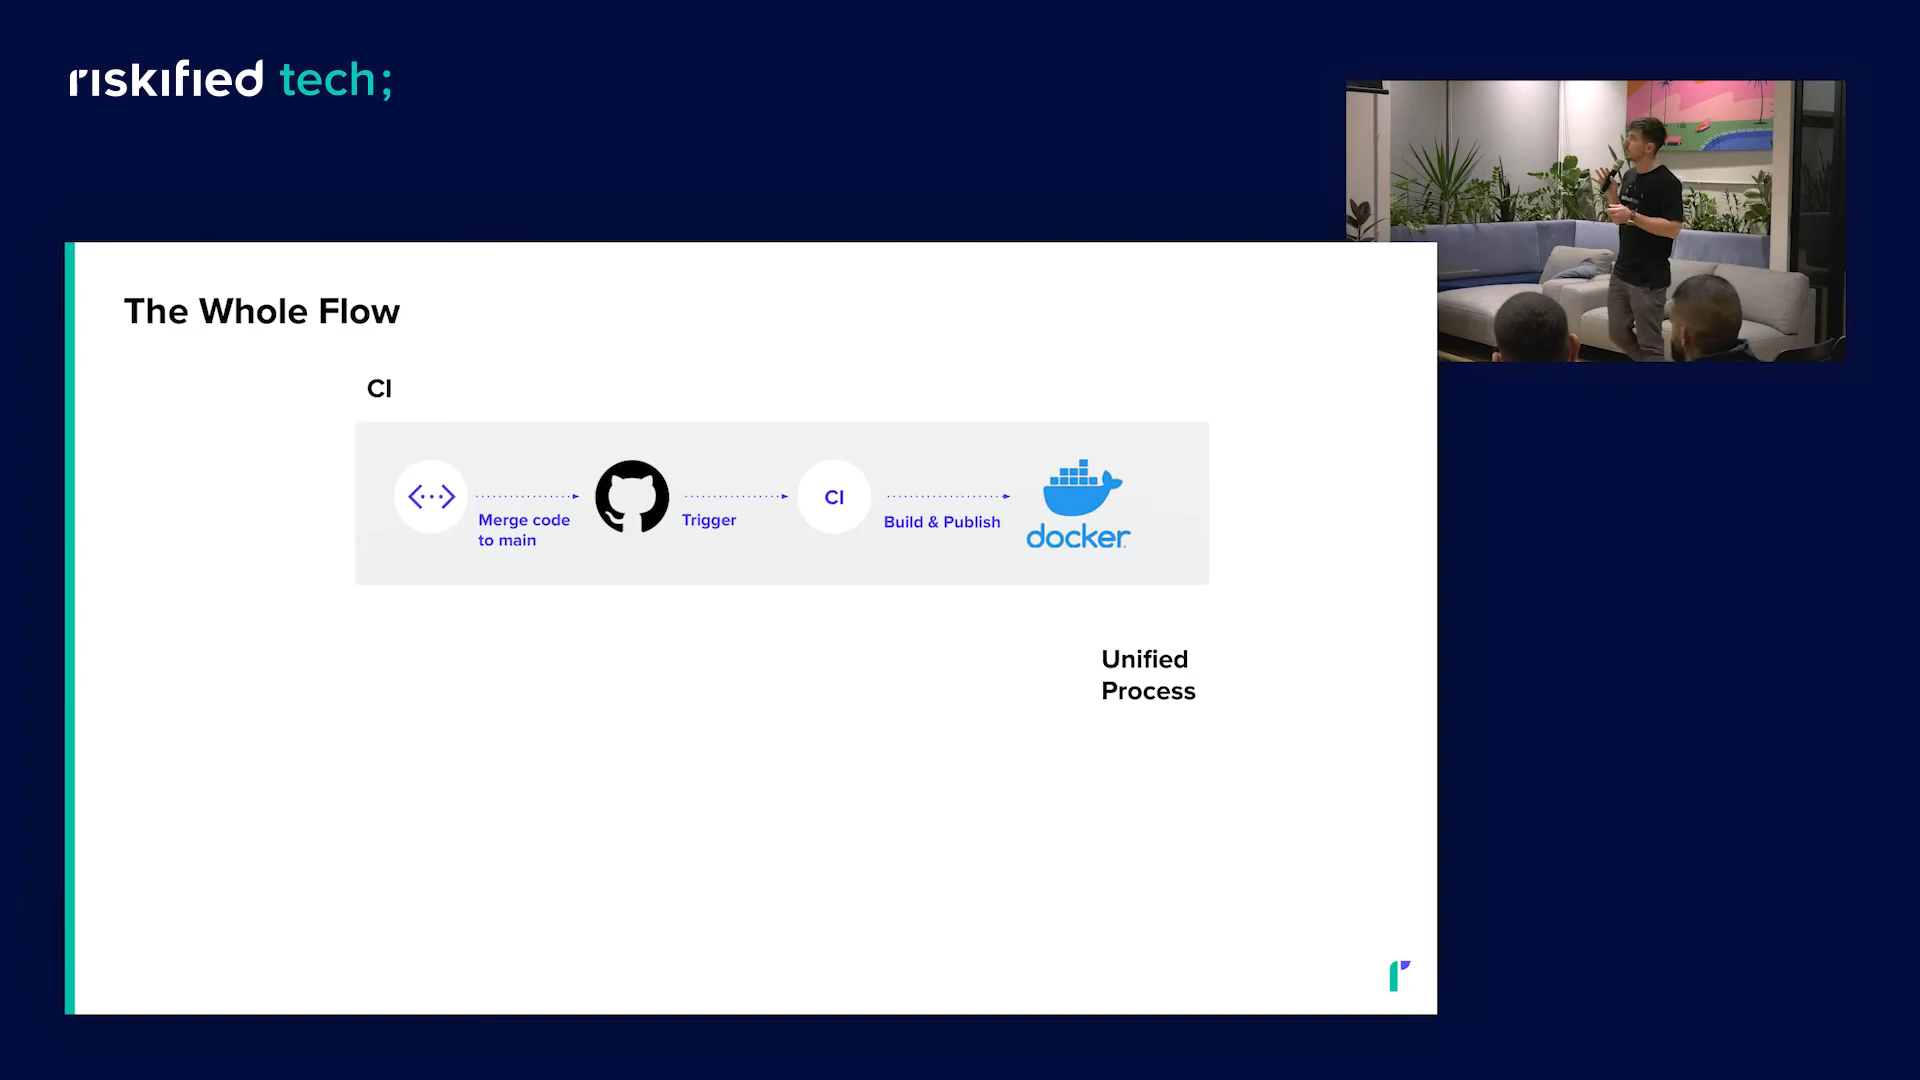 riskified tech;
The Whole Flow
CI
Merge code
to main
Trigger
CI
Build & Publish
docker
Unified
Process